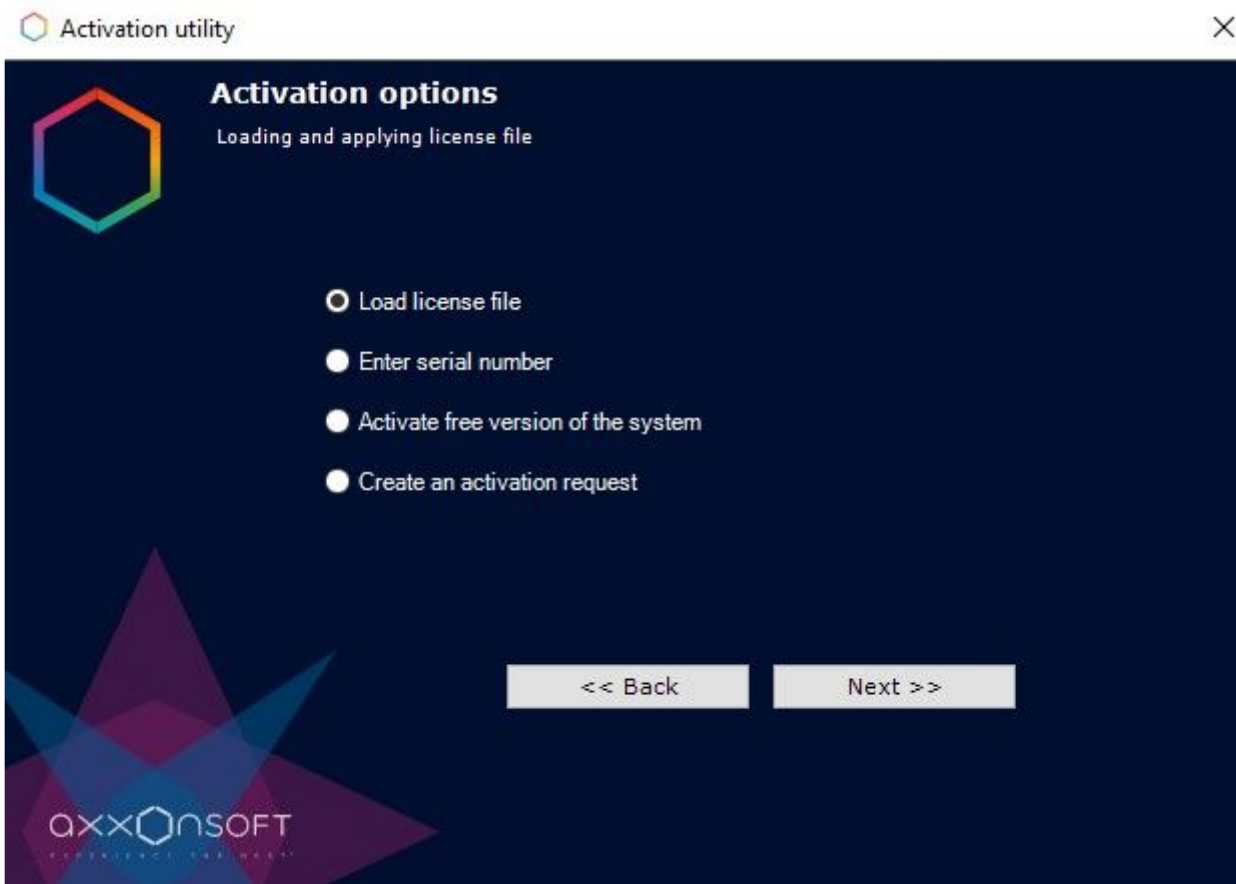 Activation utility
Activation options
Loading and applying license file
Load license file
Enter serial number
Activate free version of the system
Create an activation request
<< Back
Next >>
axxonsoft